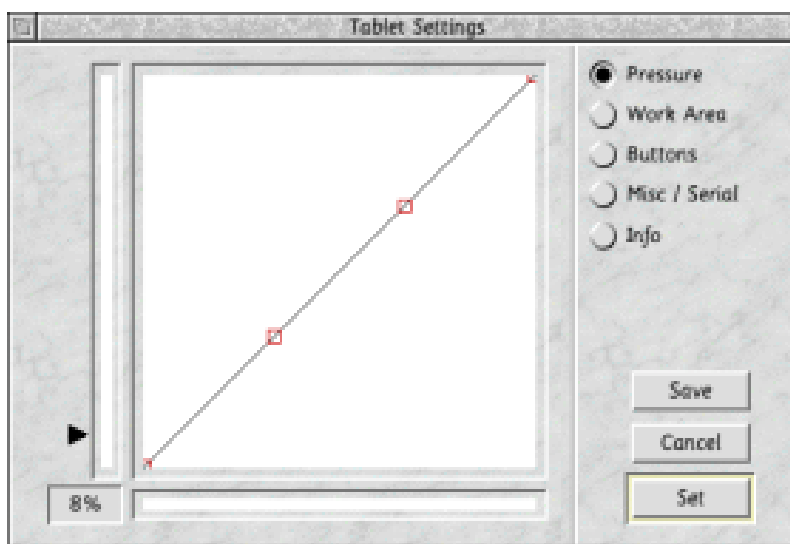 Tablet Settings
Pressure
Work Area
Buttons
Misc / Serial
Info
Save
Cancel
Set
8%